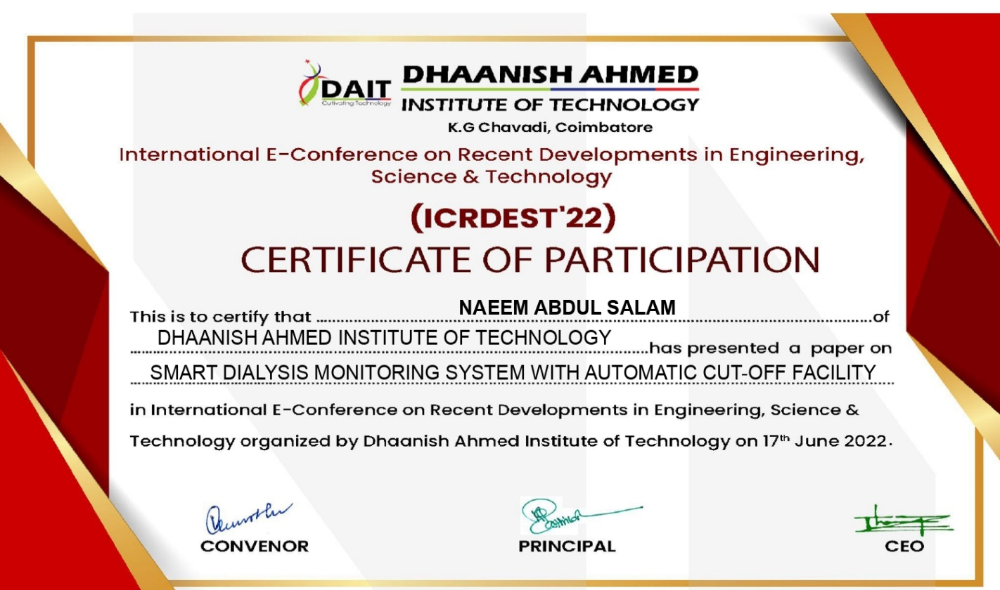 DAIT
Cultivating Technology
DHAANISH AHMED
INSTITUTE OF TECHNOLOGY
K.G Chavadi, Coimbatore
International E-Conference on Recent Developments in Engineering,
Science & Technology
(ICRDEST'22)
CERTIFICATE OF PARTICIPATION
This is to certify that NAEEM ABDUL SALAM of
DHAANISH AHMED INSTITUTE OF TECHNOLOGY has presented a paper on
SMART DIALYSIS MONITORING SYSTEM WITH AUTOMATIC CUT-OFF FACILITY
in International E-Conference on Recent Developments in Engineering, Science &
Technology organized by Dhaanish Ahmed Institute of Technology on 17th June 2022.
CONVENOR
PRINCIPAL
CEO